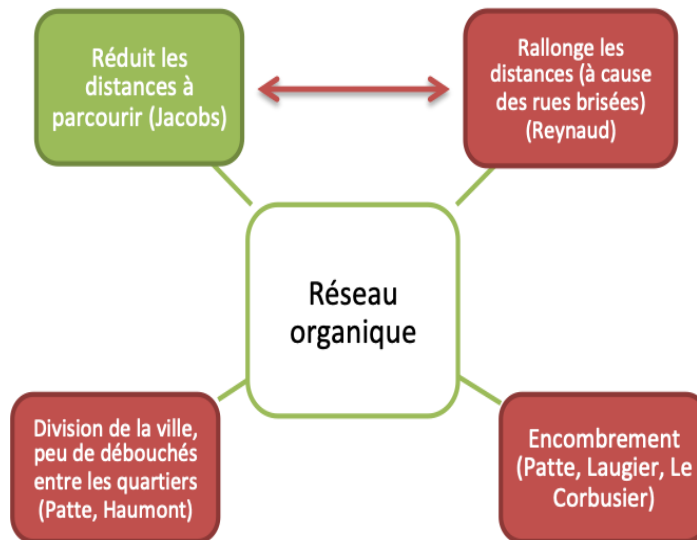 Réduit les
distances à
parcourir (Jacobs)
Rallonge les
distances (à cause
des rues brisées)
(Reynaud)
Réseau
organique
Division de la ville,
peu de débouchés
entre les quartiers
(Patte, Haumont)
Encombrement
(Patte, Laugier, Le
Corbusier)